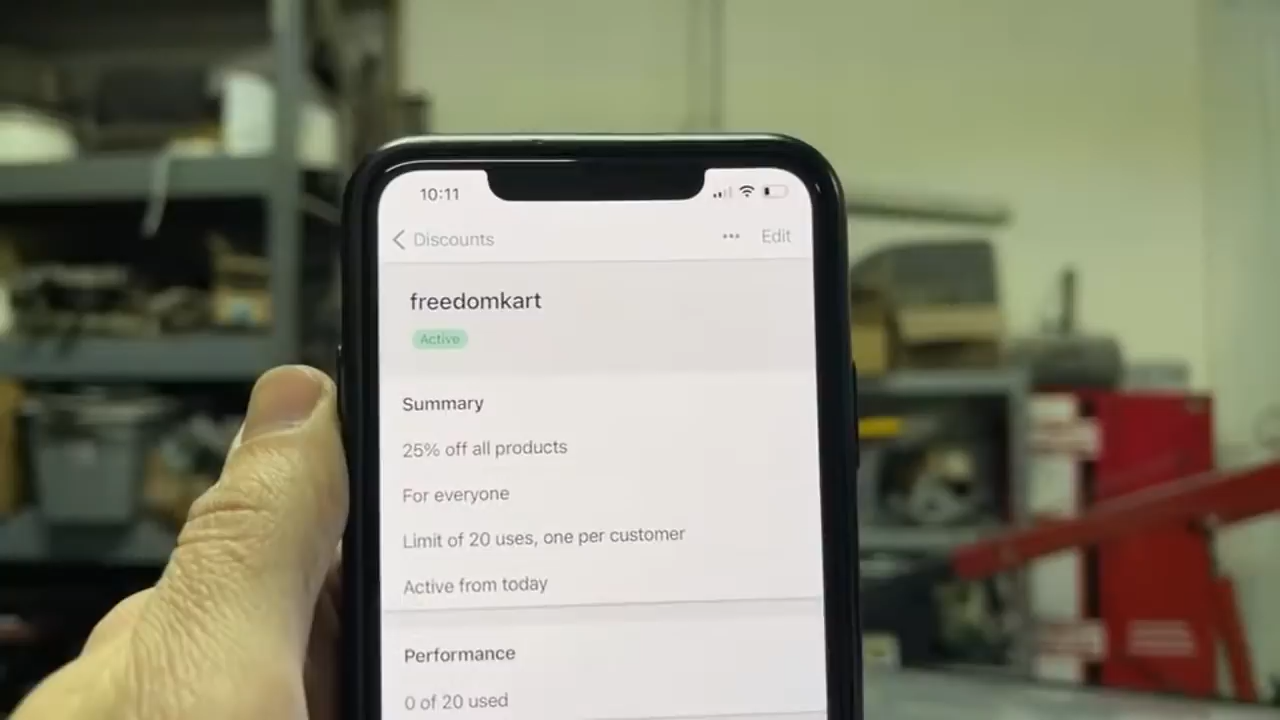 10:11
Discounts
••• Edit
freedomkart
Active
Summary
25% off all products
For everyone
Limit of 20 uses, one per customer
Active from today
Performance
0 of 20 used